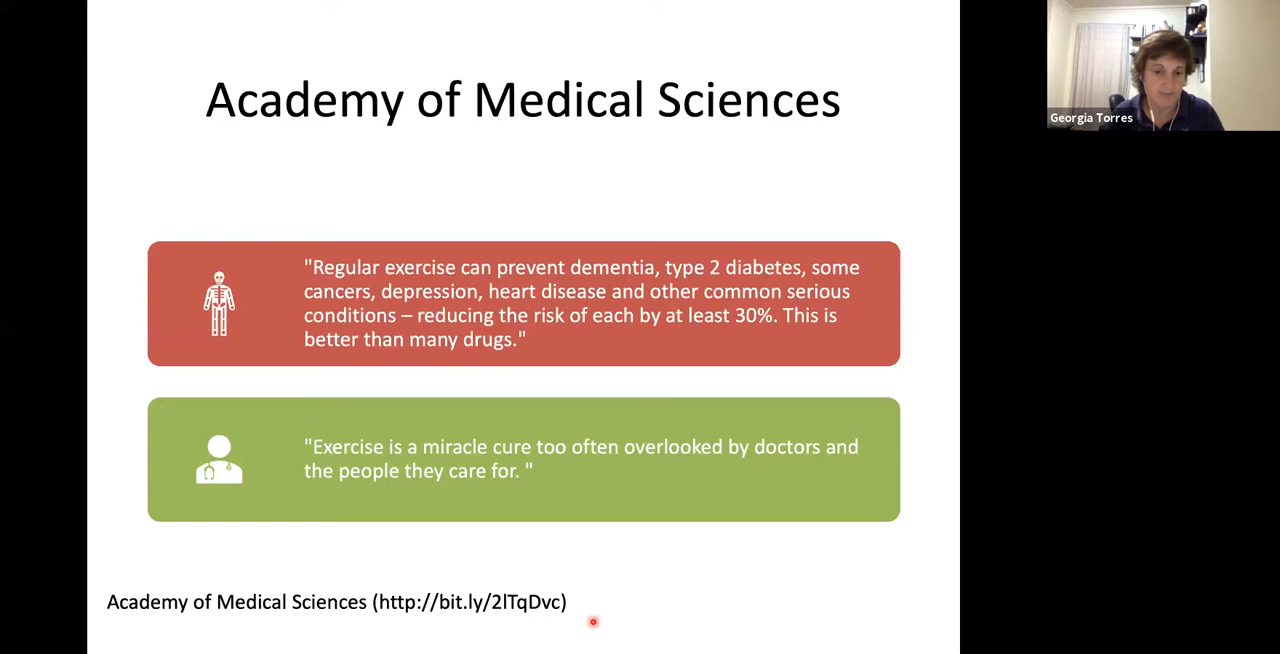 Academy of Medical Sciences
Georgia Torres
"Regular exercise can prevent dementia, type 2 diabetes, some
cancers, depression, heart disease and other common serious
conditions – reducing the risk of each by at least 30%. This is
better than many drugs."
"Exercise is a miracle cure too often overlooked by doctors and
the people they care for. "
Academy of Medical Sciences (http://bit.ly/2lTqDvc)